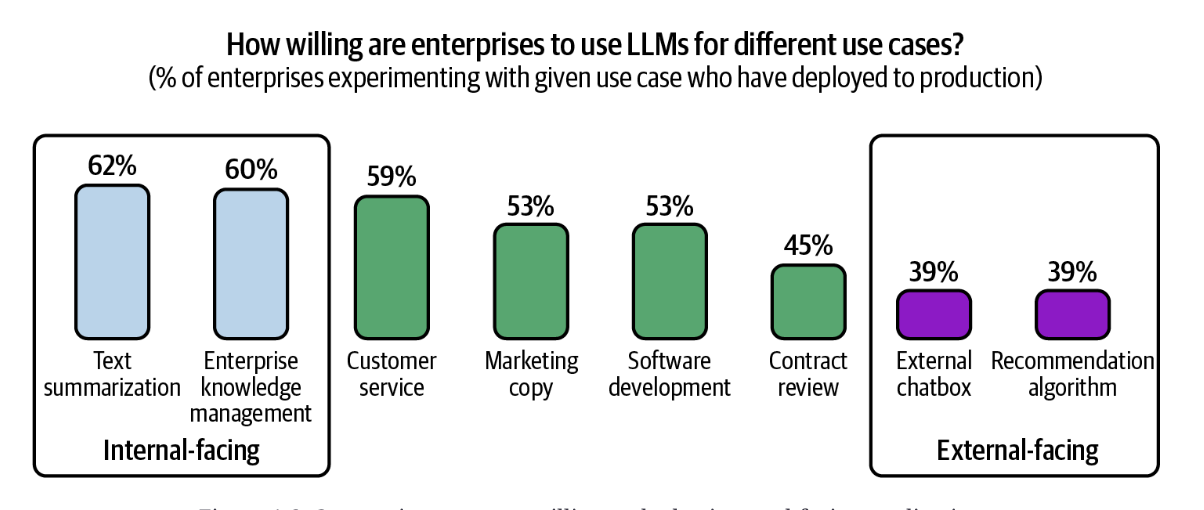 How willing are enterprises to use LLMs for different use cases?
(% of enterprises experimenting with given use case who have deployed to production)
62%
60%
59%
53%
53%
45%
39%
39%
Text
summarization
Enterprise
knowledge
management
Customer
service
Marketing
copy
Software
development
Contract
review
External
chatbox
Recommendation
algorithm
Internal-facing
External-facing